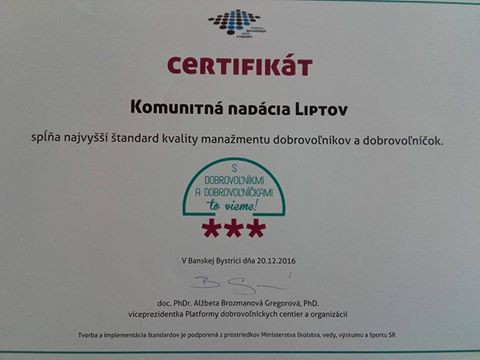 CERTIFIKÁT
KOMUNITNÁ NADÁCIA LIPTOV
spĺňa najvyšší štandard kvality manažmentu dobrovoľníkov a dobrovoľníčok.
S
DOBROVOĽNÍKMI
A DOBROVOĽNÍČKAMI
to vieme!
***
V Banskej Bystrici dňa 20.12.2016
doc. PhDr. Alžbeta Brozmanová Gregorová, PhD.
viceprezidentka Platformy dobrovoľníckych centier a organizácií
Tvorba a implementácia štandardov je podporená z prostriedkov Ministerstva školstva, vedy, výskumu a športu SR